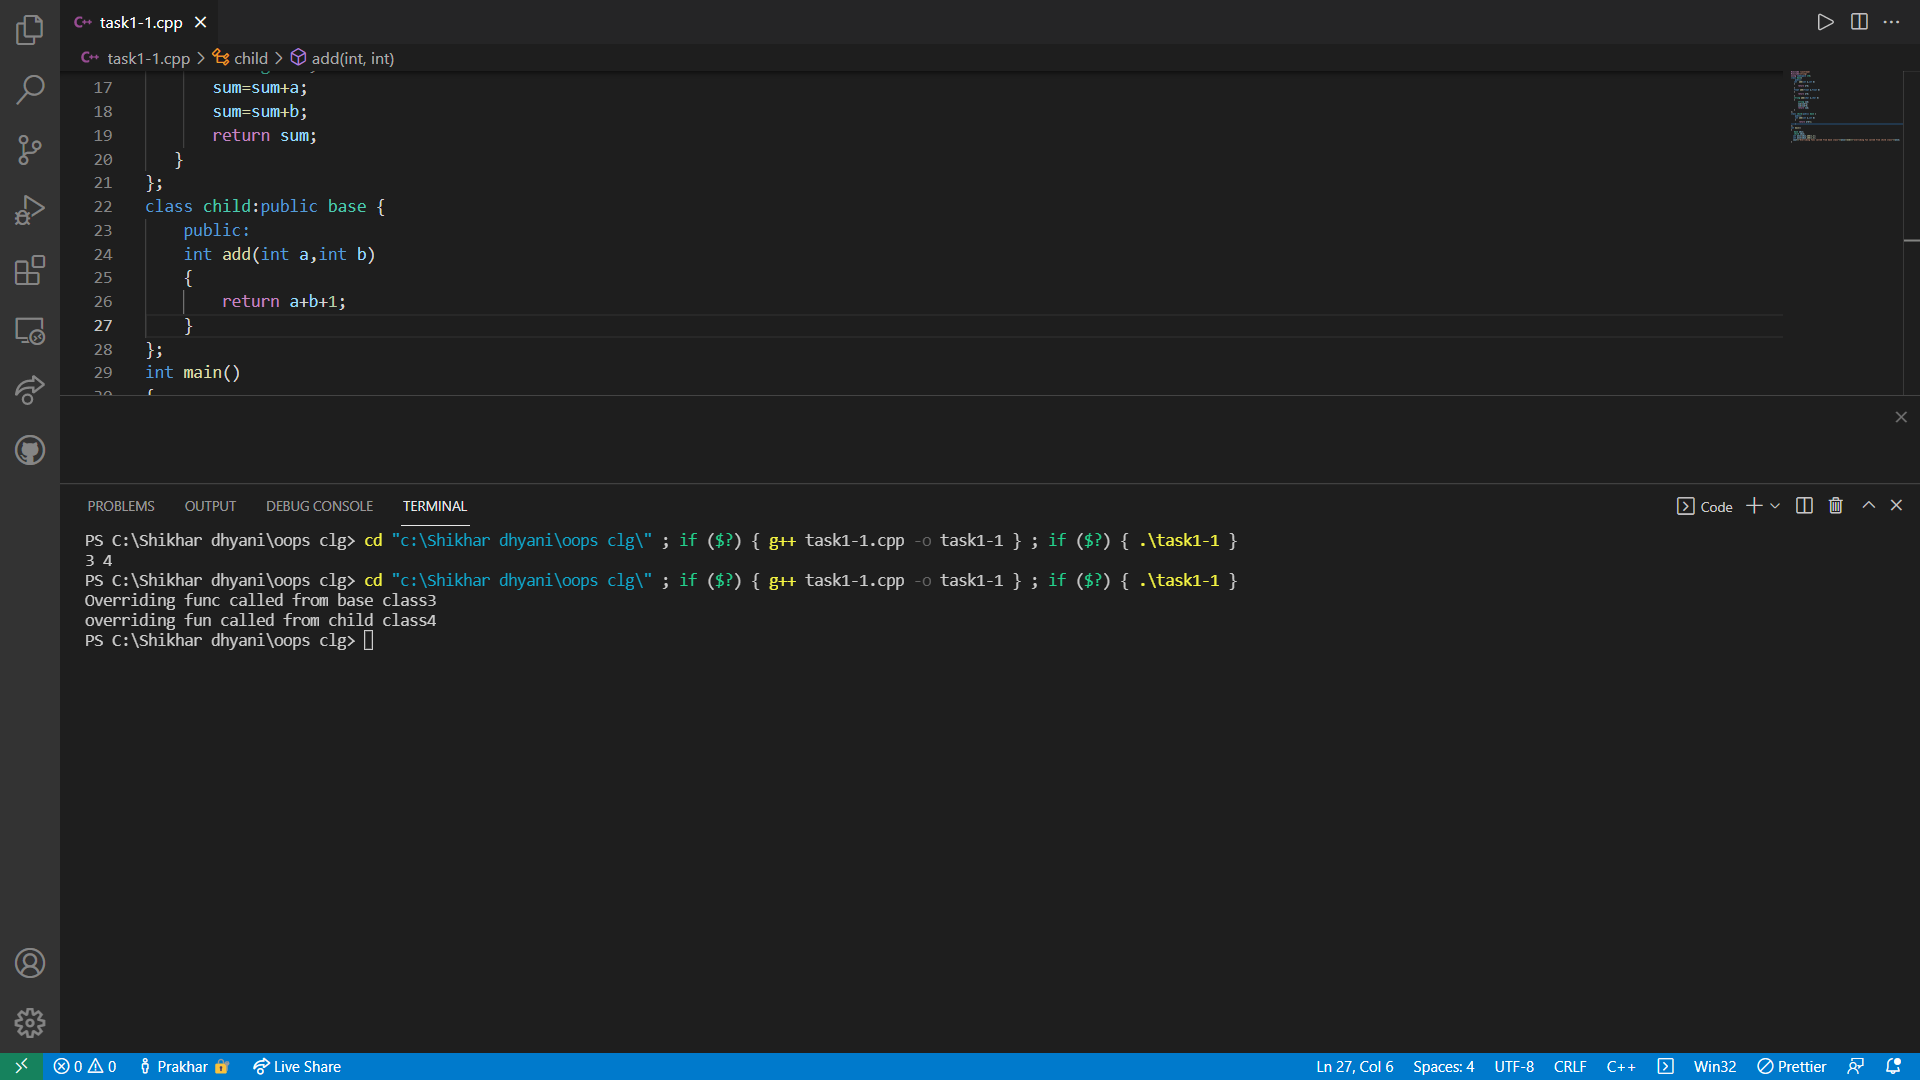 task1-1.cpp
task1-1.cpp > child > add(int, int)
17 sum=sum+a;
18 sum=sum+b;
19 return sum;
20 }
21 };
22 class child:public base {
23 public:
24 int add(int a,int b)
25 {
26 return a+b+1;
27 }
28 };
29 int main()
30 {
PROBLEMS OUTPUT DEBUG CONSOLE TERMINAL
Code
PS C:\Shikhar dhyani\oops clg> cd "c:\Shikhar dhyani\oops clg\" ; if ($?) { g++ task1-1.cpp -o task1-1 } ; if ($?) { .\task1-1 }
3 4
PS C:\Shikhar dhyani\oops clg> cd "c:\Shikhar dhyani\oops clg\" ; if ($?) { g++ task1-1.cpp -o task1-1 } ; if ($?) { .\task1-1 }
Overriding func called from base class3
overriding fun called from child class4
PS C:\Shikhar dhyani\oops clg>
0 0 Prakhar Live Share Ln 27, Col 6 Spaces: 4 UTF-8 CRLF C++ Win32 Prettier